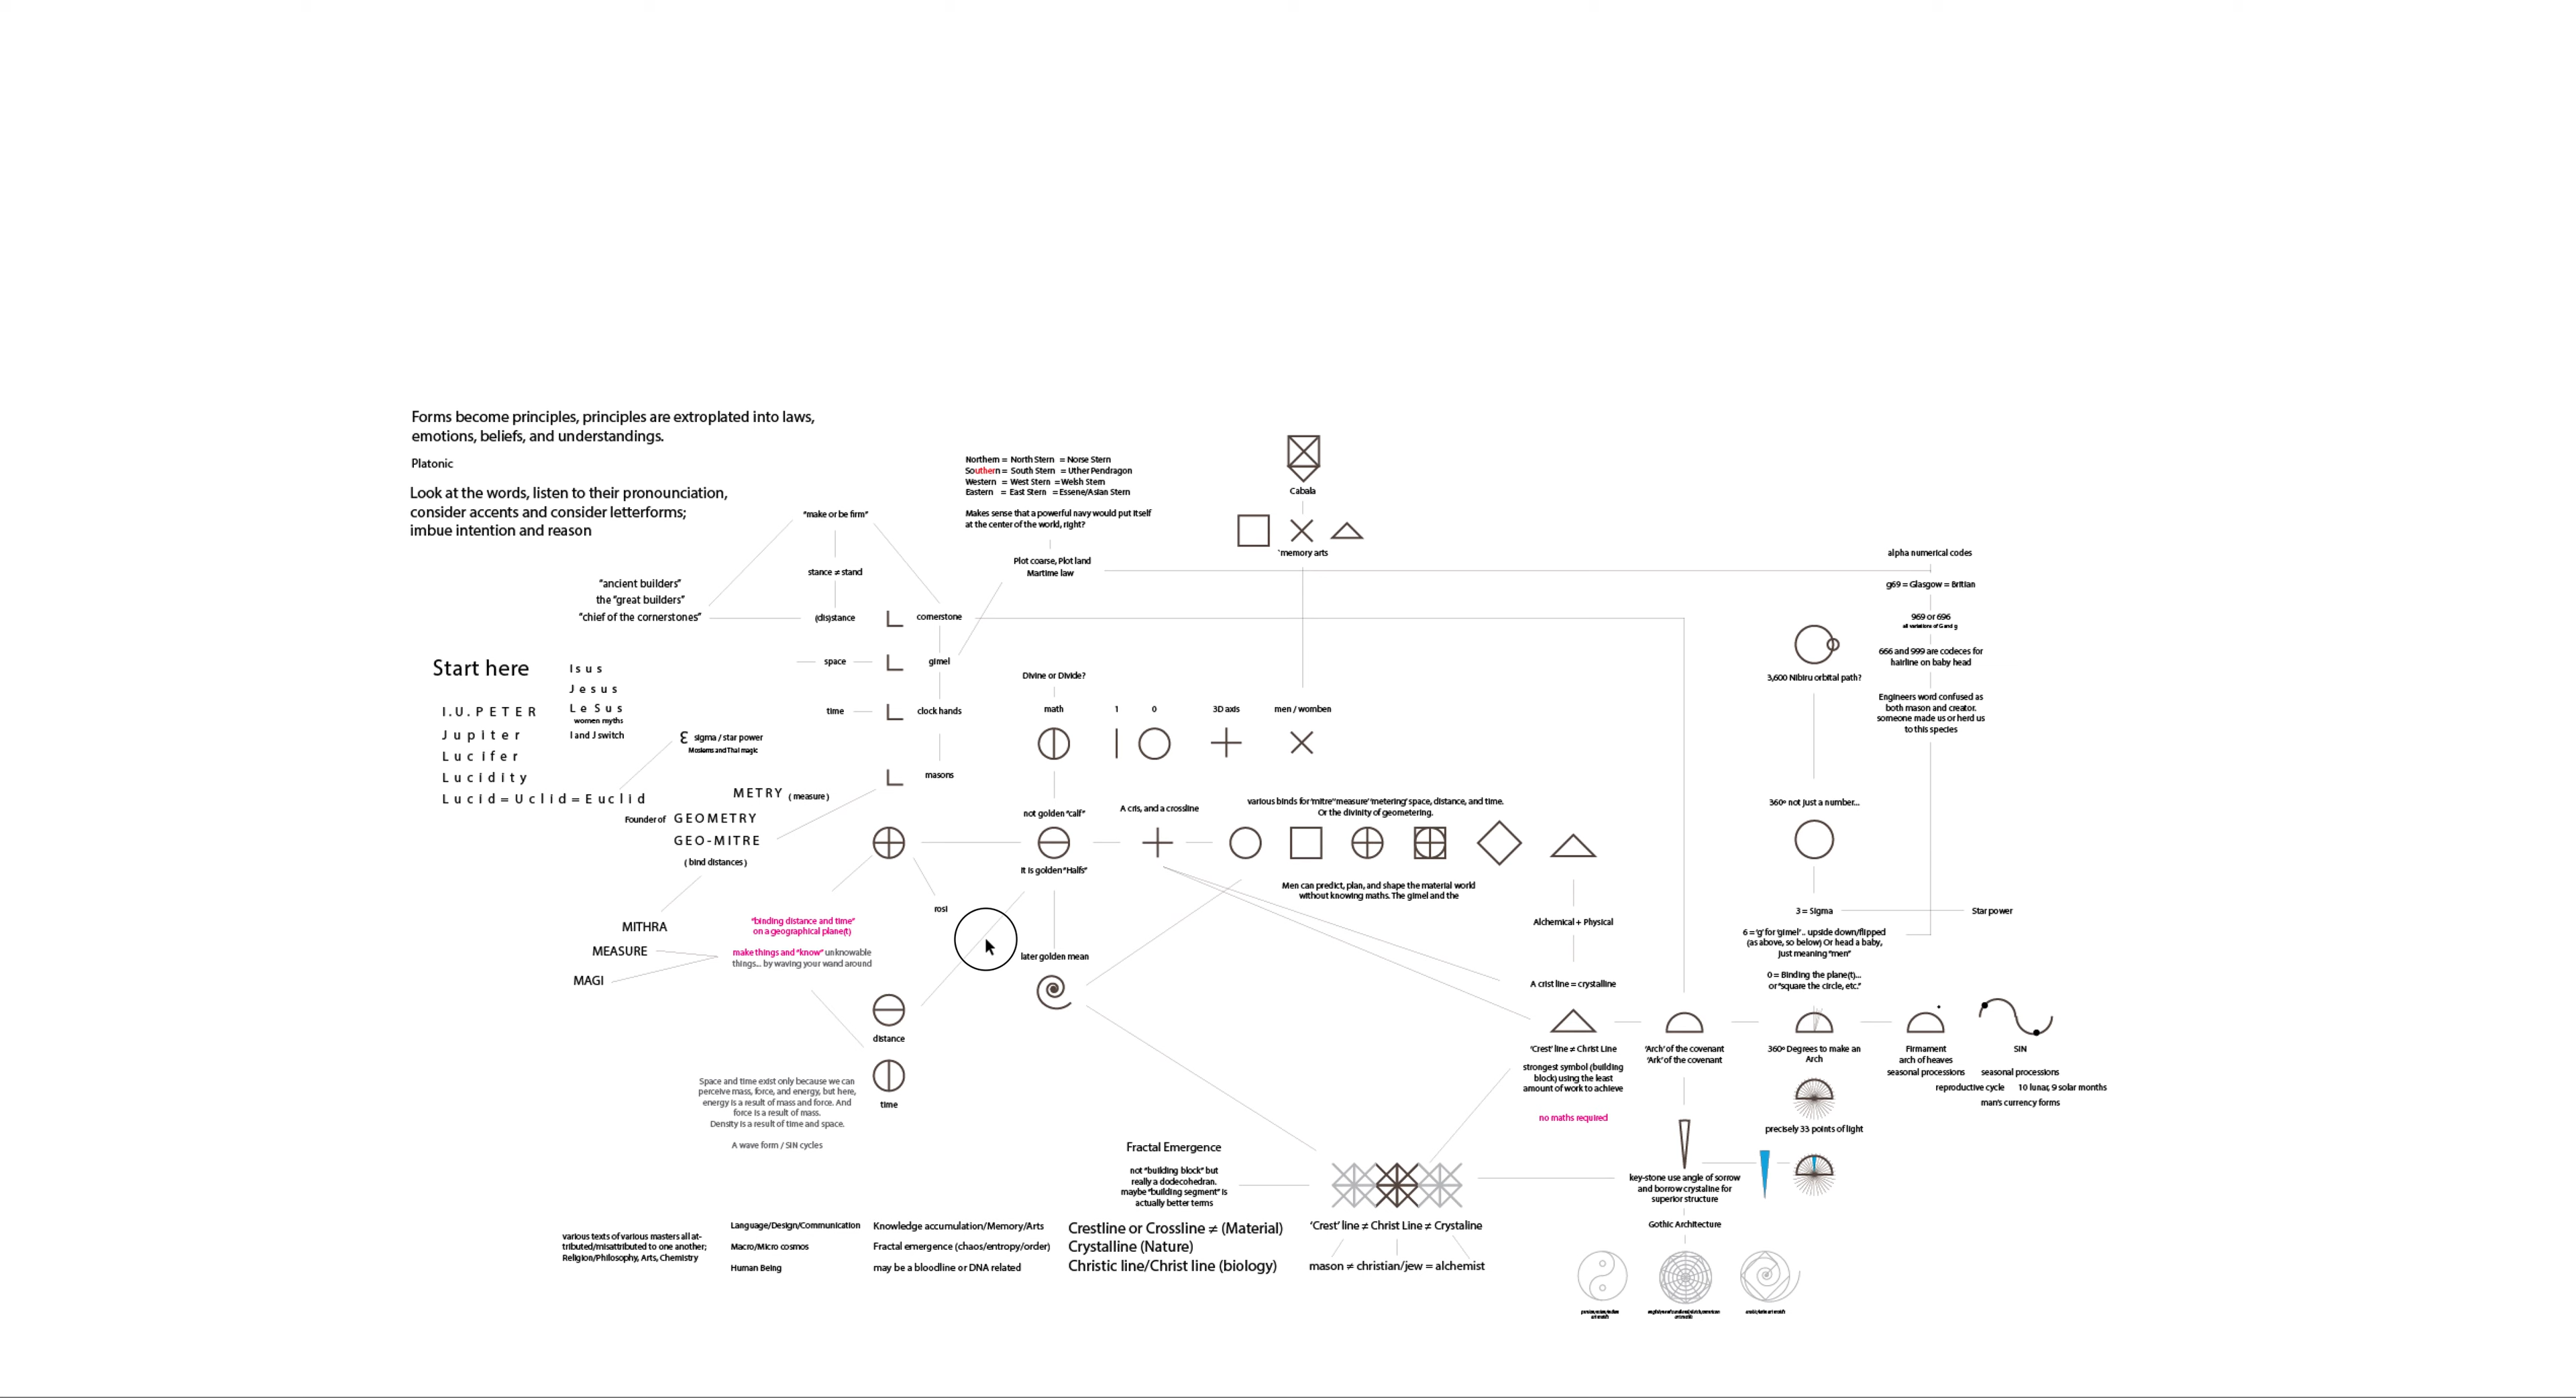 Forms become principles, principles are extroplated into laws,
emotions, beliefs, and understandings.
Platonic
Look at the words, listen to their pronounciation,
consider accents and consider letterforms;
imbue intention and reason
"make or be firm"
stance ≠ stand
"ancient builders"
the "great builders"
"chief of the cornerstones"
(dis)stance
cornerstone
space
gimel
time
clock hands
masons
Northern = North Stern = Norse Stern
Southern = South Stern = Uther Pendragon
Western = West Stern = Welsh Stern
Eastern = East Stern = Essene/Asian Stern
Makes sense that a powerful navy would put itself
at the center of the world, right?
Plot coarse, Plot land
Martime law
Cabala
`memory arts
Start here
Isus
Jesus
LeSus
women myths
I and J switch
I.U. PETER
Jupiter
Lucifer
Lucidity
Lucid=Uclid=Euclid
ε sigma / star power
Moslems and Thai magic
METRY (measure)
Founder of GEOMETRY
GEO-MITRE
(bind distances)
MITHRA
MEASURE
MAGI
"binding distance and time"
on a geographical plane(t)
make things and "know" unknowable
things... by waving your wand around
rosi
distance
time
Space and time exist only because we can
perceive mass, force, and energy, but here,
energy is a result of mass and force. And
force is a result of mass.
Density is a result of time and space.
A wave form / SIN cycles
Divine or Divide?
math
1
0
3D axis
men / womben
not golden "calf"
it is golden "Halfs"
later golden mean
A cris, and a crossline
various binds for 'mitre' 'measure' 'metering' space, distance, and time.
Or the divinity of geometering.
Men can predict, plan, and shape the material world
without knowing maths. The gimel and the
Alchemical + Physical
A crist line = crystalline
'Crest' line ≠ Christ Line
strongest symbol (building
block) using the least
amount of work to achieve
no maths required
'Arch' of the covenant
'Ark' of the covenant
key-stone use angle of sorrow
and borrow crystaline for
superior structure
Gothic Architecture
alpha numerical codes
g69 = Glasgow = Britian
969 or 696
all variations of G and g
666 and 999 are codeces for
hairline on baby head
Engineers word confused as
both mason and creator.
someone made us or herd us
to this species
3,600 Nibiru orbital path?
360º not just a number...
3 = Sigma
Star power
6 = 'g' for 'gimel' .. upside down/flipped
(as above, so below) Or head a baby,
just meaning "men"
0 = Binding the plane(t)...
or "square the circle, etc."
360º Degrees to make an
Arch
precisely 33 points of light
Firmament
arch of heaves
seasonal processions
SIN
seasonal processions
reproductive cycle
10 lunar, 9 solar months
man's currency forms
Fractal Emergence
not "building block" but
really a dodecohedran.
maybe "building segment" is
actually better terms
various texts of various masters all at-
tributed/misattributed to one another;
Religion/Philosophy, Arts, Chemistry
Language/Design/Communication
Macro/Micro cosmos
Human Being
Knowledge accumulation/Memory/Arts
Fractal emergence (chaos/entropy/order)
may be a bloodline or DNA related
Crestline or Crossline ≠ (Material)
Crystalline (Nature)
Christic line/Christ line (biology)
'Crest' line ≠ Christ Line ≠ Crystaline
mason ≠ christian/jew = alchemist